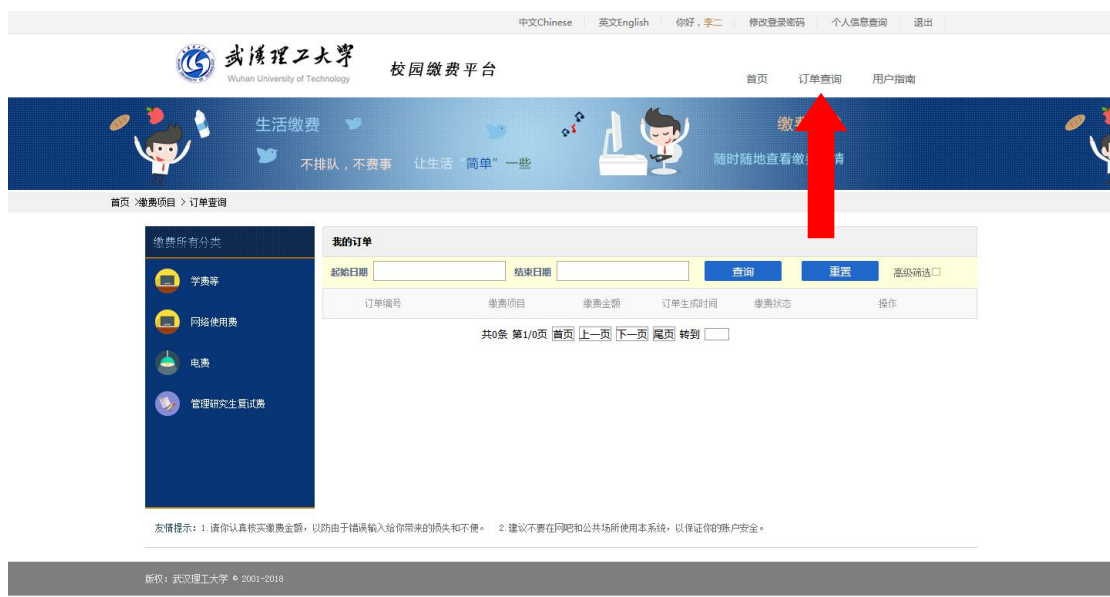 中文Chinese 英文English 你好，李二 修改登录密码 个人信息查询 退出
武汉理工大学 校园缴费平台
Wuhan University of Technology
首页 订单查询 用户指南
生活缴费
不排队，不费事 让生活“简单”一些
随时随地查看缴
首页 >缴费项目 > 订单查询
缴费所有分类
学费等
网络使用费
电费
管理研究生复试费
我的订单
起始日期 结束日期 查询 重置 高级筛选
订单编号 缴费项目 缴费金额 订单生成时间 缴费状态 操作
共0条 第1/0页 首页 上一页 下一页 尾页 转到
友情提示：1.请你认真核实缴费金额，以防由于错误输入给你带来的损失和不便。 2.建议不要在网吧和公共场所使用本系统，以保证你的账户安全。
版权：武汉理工大学 © 2001-2018